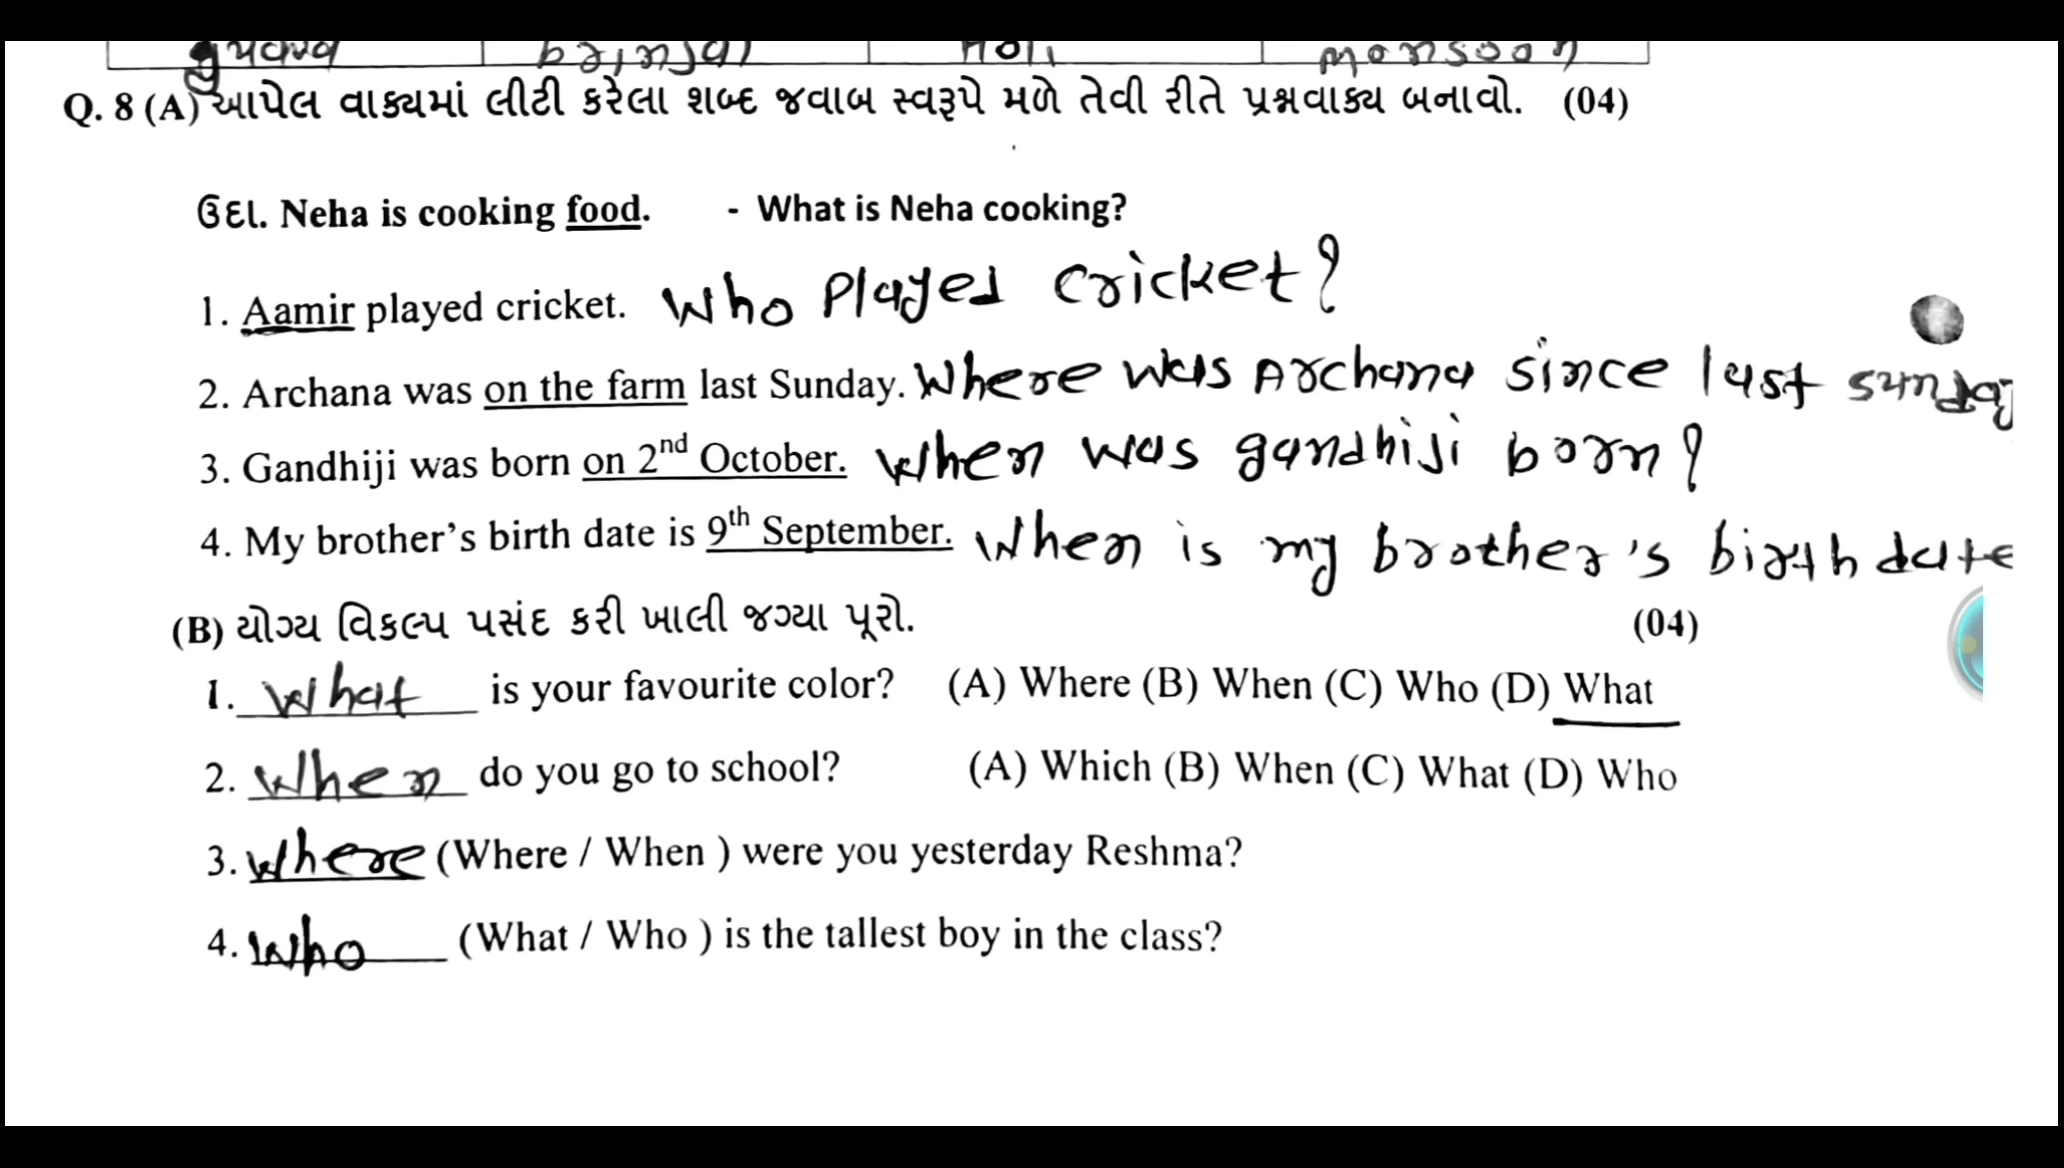 ગુપવપવ brinjal Holi monsoon
Q. 8 (A) આપેલ વાક્યમાં લીટી કરેલા શબ્દ જવાબ સ્વરૂપે મળે તેવી રીતે પ્રશ્નવાક્ય બનાવો. (04)
ઉદા. Neha is cooking food. - What is Neha cooking?
1. Aamir played cricket. Who Played cricket?
2. Archana was on the farm last Sunday. Where was Archana since last sunday
3. Gandhiji was born on 2nd October. When was gandhiji born?
4. My brother's birth date is 9th September. When is my brother's birth date
(B) યોગ્ય વિકલ્પ પસંદ કરી ખાલી જગ્યા પૂરો. (04)
1. What is your favourite color? (A) Where (B) When (C) Who (D) What
2. When do you go to school? (A) Which (B) When (C) What (D) Who
3. Where (Where / When ) were you yesterday Reshma?
4. Who (What / Who ) is the tallest boy in the class?